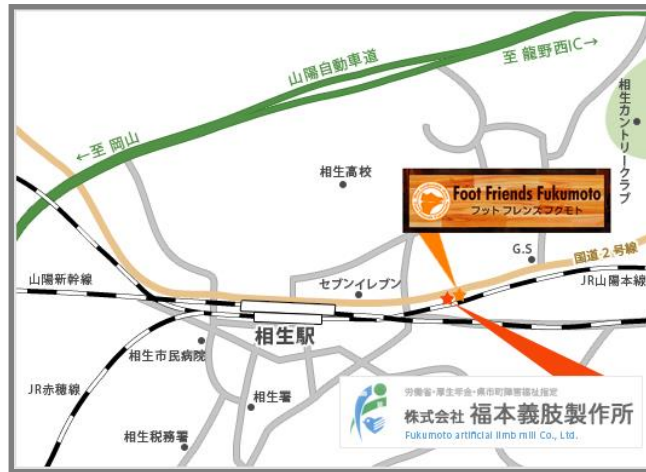 山陽自動車道
至 龍野西IC→
←至 岡山
相生カントリークラブ
相生高校
Foot Friends Fukumoto
フットフレンズフクモト
G.S
国道2号線
山陽新幹線
セブンイレブン
JR山陽本線
相生駅
相生市民病院
JR赤穂線
相生署
相生税務署
労働省・厚生年金・県市町障害福祉指定
株式会社 福本義肢製作所
Fukumoto artificial limb mill Co., Ltd.